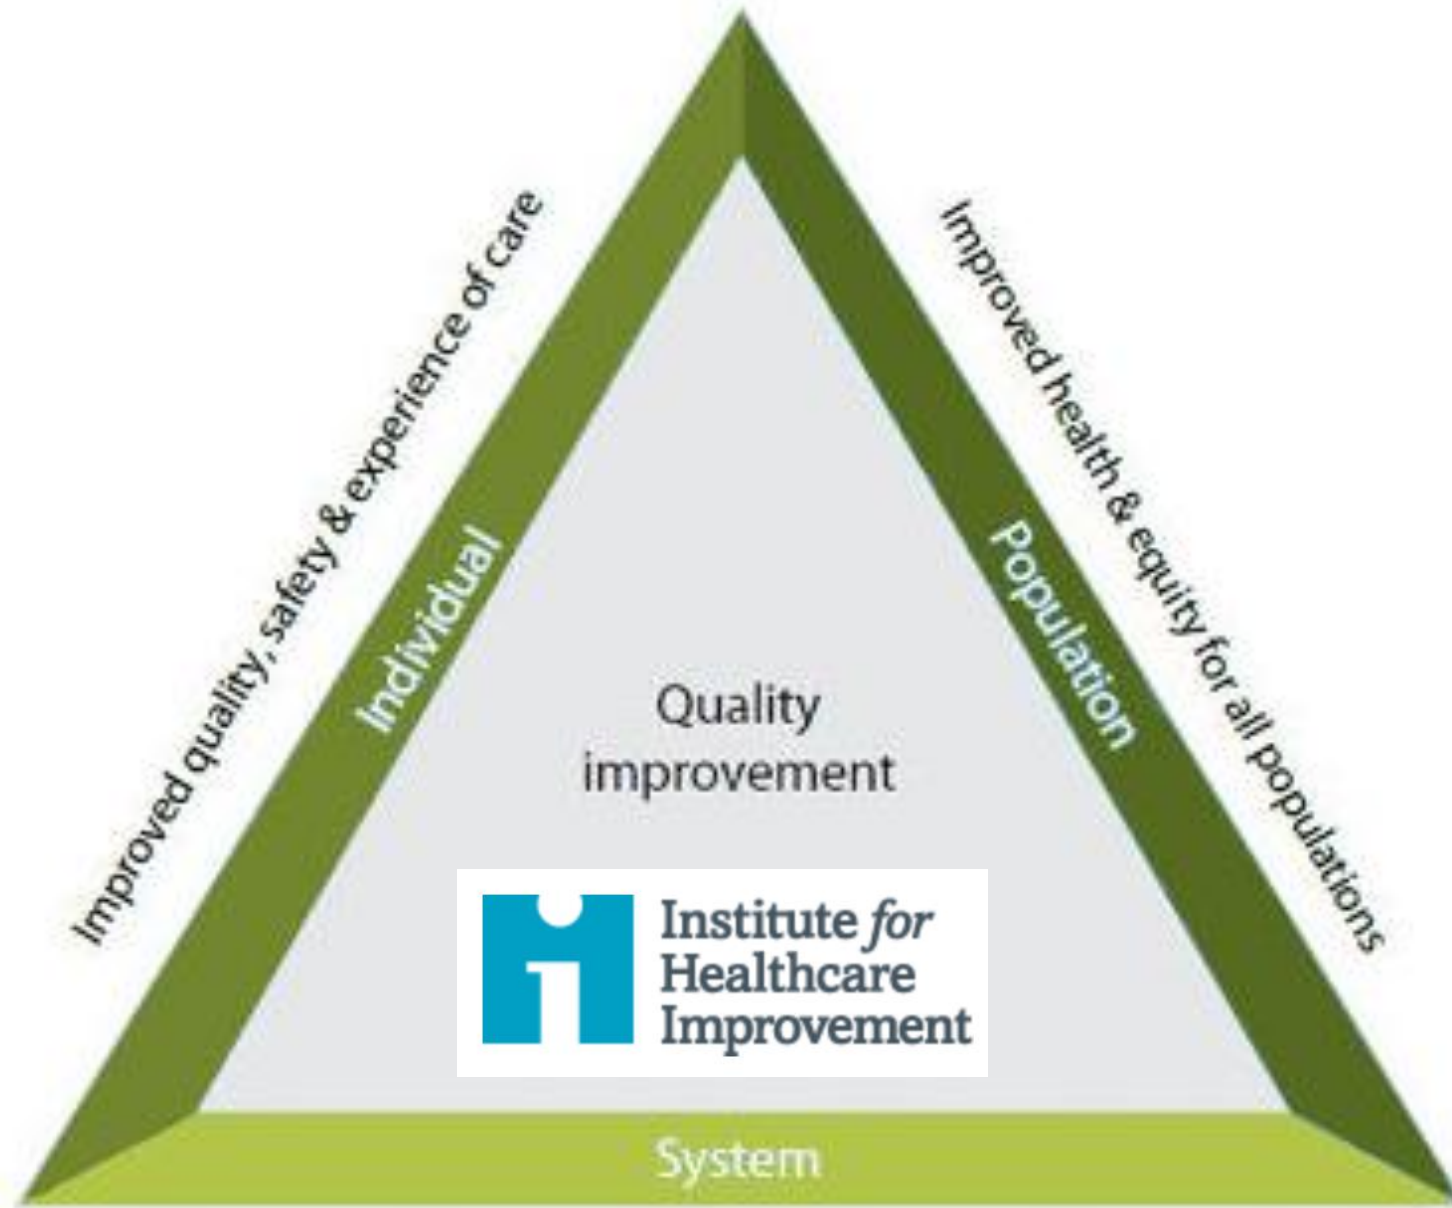 Improved quality, safety & experience of care
Improved health & equity for all populations
Individual
Population
Quality
improvement
Institute for
Healthcare
Improvement
System